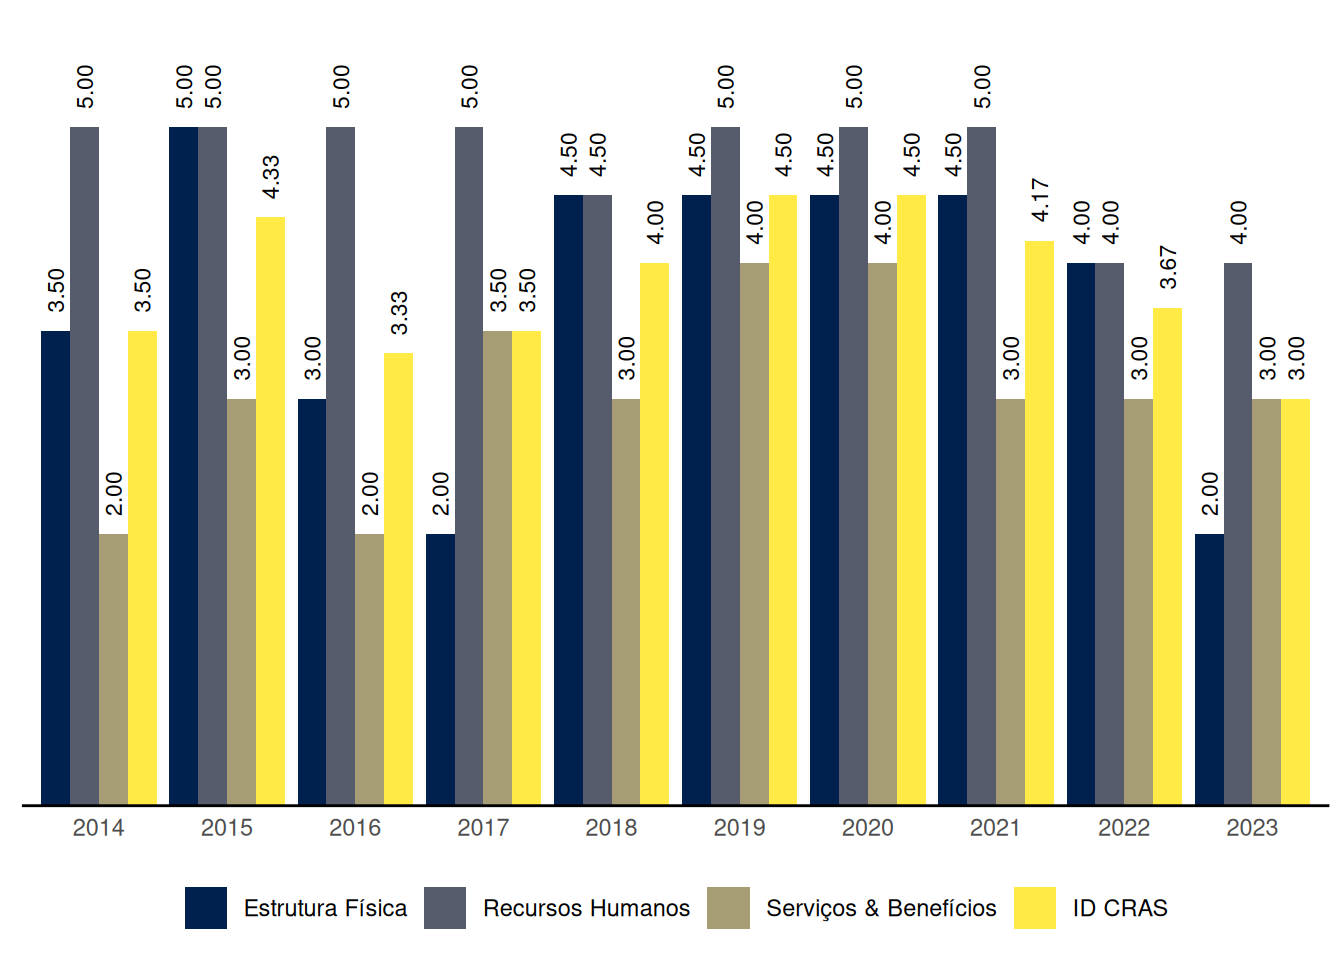 5.00 5.00 5.00 5.00 5.00 5.00 5.00 5.00
4.50 4.50 4.50 4.50 4.50 4.50 4.50
4.33
4.17
4.00 4.00 4.00 4.00 4.00 4.00
3.67
3.50 3.50 3.50 3.50
3.33
3.00 3.00 3.00 3.00 3.00 3.00 3.00
2.00 2.00 2.00 2.00
2014 2015 2016 2017 2018 2019 2020 2021 2022 2023
Estrutura Física Recursos Humanos Serviços & Benefícios ID CRAS